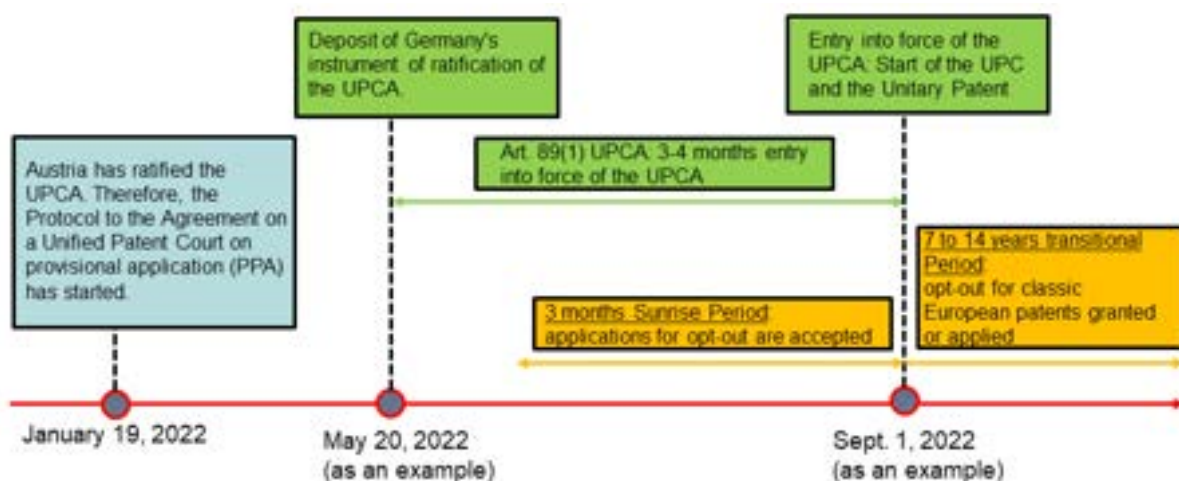 Deposit of Germany's
instrument of ratification of
the UPCA.
Entry into force of the
UPCA: Start of the UPC
and the Unitary Patent
Austria has ratified the
UPCA. Therefore, the
Protocol to the Agreement on
a Unified Patent Court on
provisional application (PPA)
has started.
Art. 89(1) UPCA: 3-4 months entry
into force of the UPCA
7 to 14 years transitional
Period:
opt-out for classic
European patents granted
or applied
3 months Sunrise Period:
applications for opt-out are accepted
January 19, 2022
May 20, 2022
(as an example)
Sept. 1, 2022
(as an example)